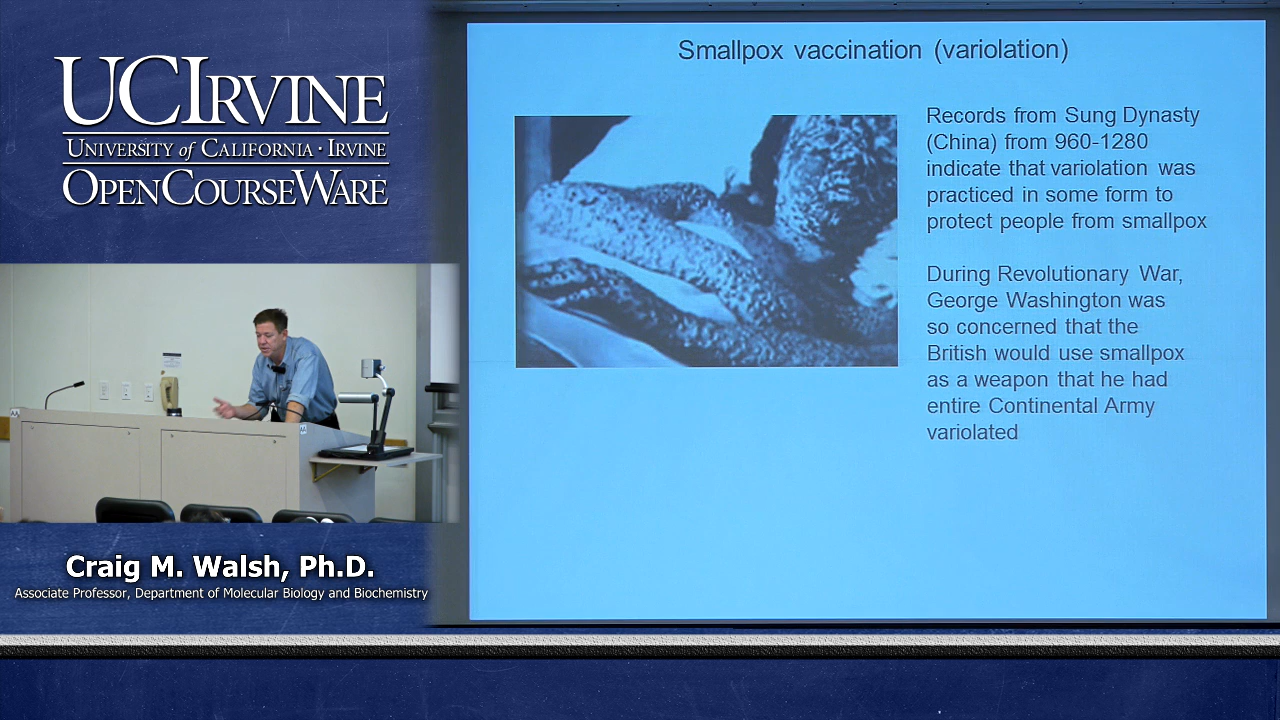 UCIRVINE
UNIVERSITY of CALIFORNIA · IRVINE
OPENCOURSEWARE
Smallpox vaccination (variolation)
Records from Sung Dynasty
(China) from 960-1280
indicate that variolation was
practiced in some form to
protect people from smallpox
During Revolutionary War,
George Washington was
so concerned that the
British would use smallpox
as a weapon that he had
entire Continental Army
variolated
Craig M. Walsh, Ph.D.
Associate Professor, Department of Molecular Biology and Biochemistry